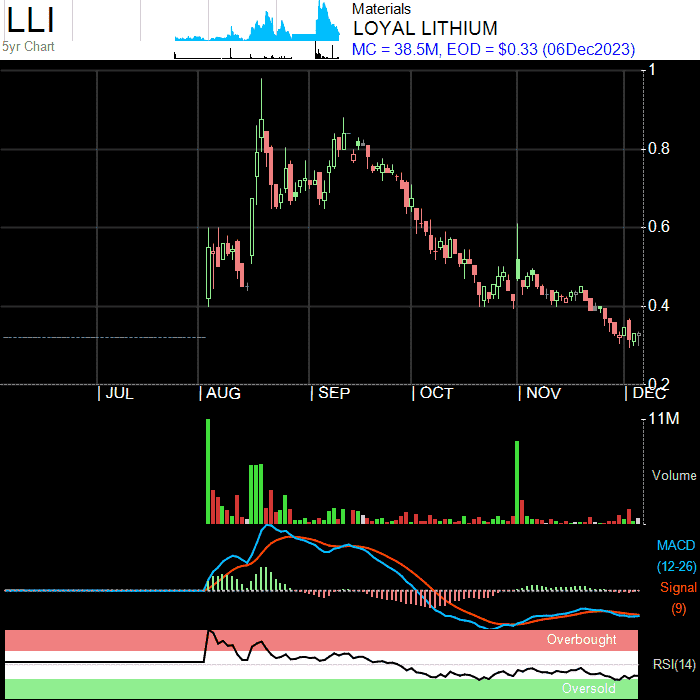 LLI
5yr Chart
Materials
LOYAL LITHIUM
MC = 38.5M, EOD = $0.33 (06Dec2023)
1
0.8
0.6
0.4
0.2
JUL
AUG
SEP
OCT
NOV
DEC
11M
Volume
MACD
(12-26)
Signal
(9)
Overbought
RSI(14)
Oversold